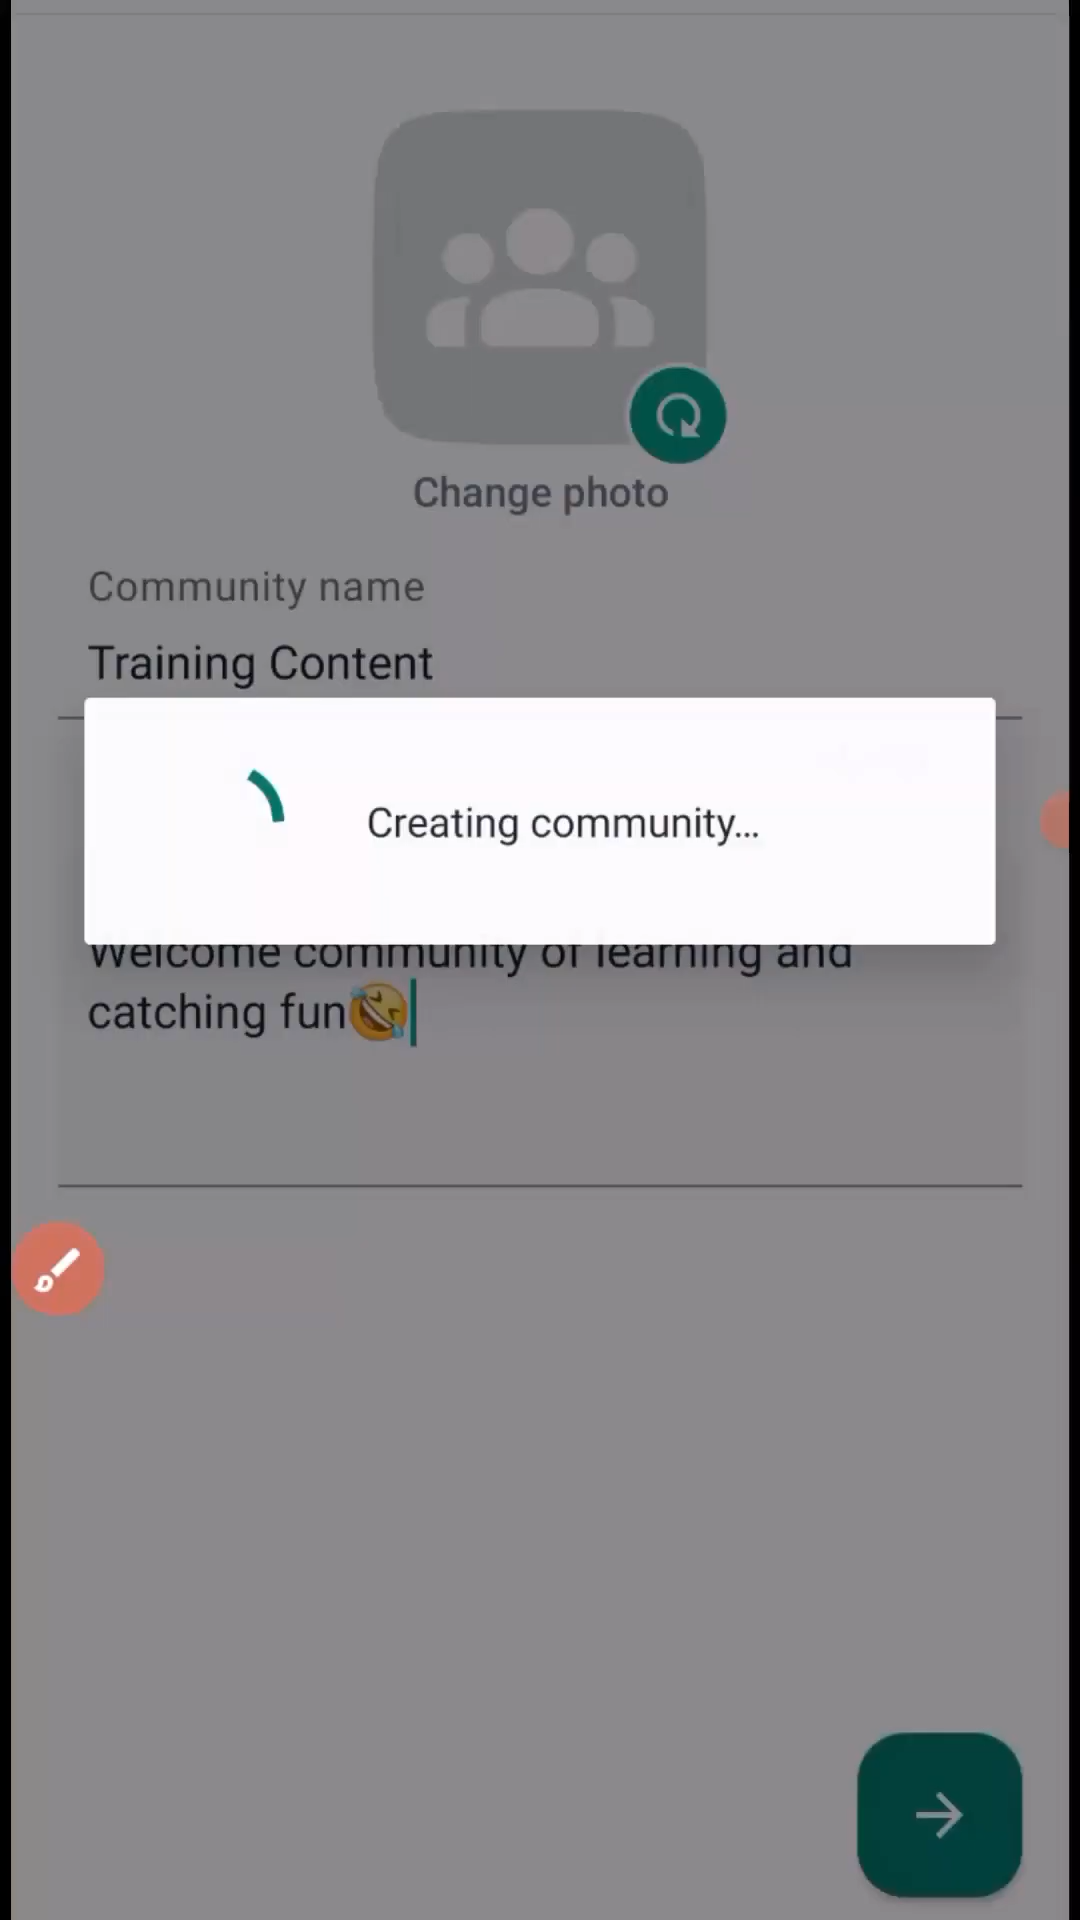 Change photo
Community name
Training Content
Creating community...
Welcome community of learning and
catching fun🤣